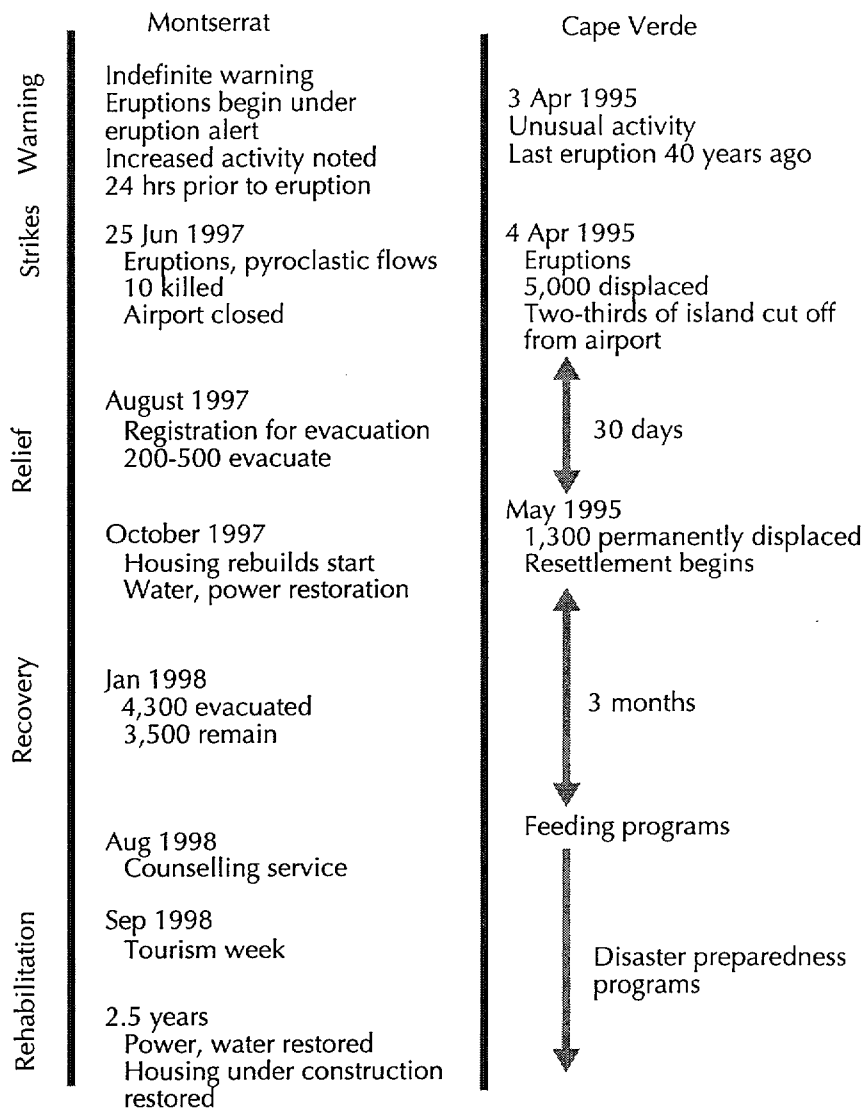 Montserrat
Warning
Indefinite warning
Eruptions begin under
eruption alert
Increased activity noted
24 hrs prior to eruption
Strikes
25 Jun 1997
Eruptions, pyroclastic flows
10 killed
Airport closed
Relief
August 1997
Registration for evacuation
200-500 evacuate
October 1997
Housing rebuilds start
Water, power restoration
Recovery
Jan 1998
4,300 evacuated
3,500 remain
Aug 1998
Counselling service
Rehabilitation
Sep 1998
Tourism week
2.5 years
Power, water restored
Housing under construction
restored
Cape Verde
3 Apr 1995
Unusual activity
Last eruption 40 years ago
4 Apr 1995
Eruptions
5,000 displaced
Two-thirds of island cut off
from airport
30 days
May 1995
1,300 permanently displaced
Resettlement begins
3 months
Feeding programs
Disaster preparedness
programs